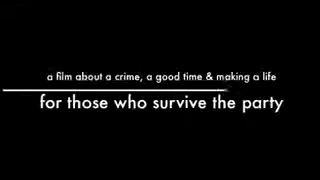 a film about a crime, a good time & making a life
for those who survive the party